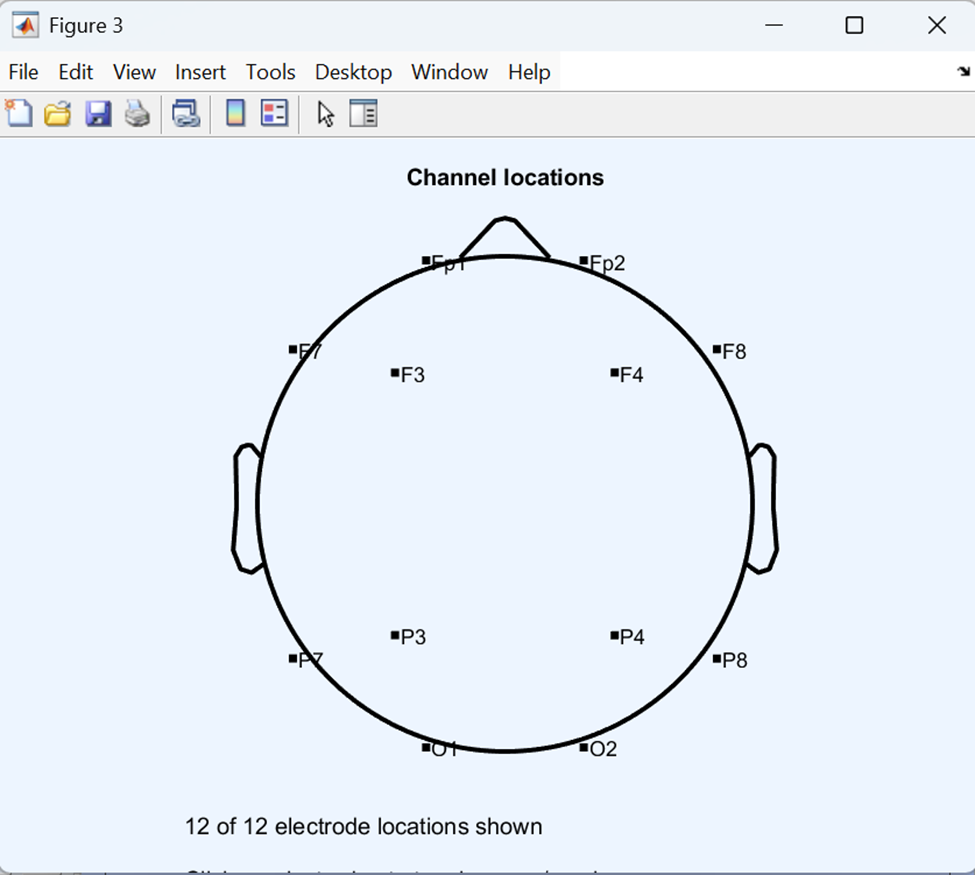 Figure 3
File Edit View Insert Tools Desktop Window Help
Channel locations
Fp1 Fp2
F7 F8
F3 F4
P3 P4
P7 P8
O1 O2
12 of 12 electrode locations shown